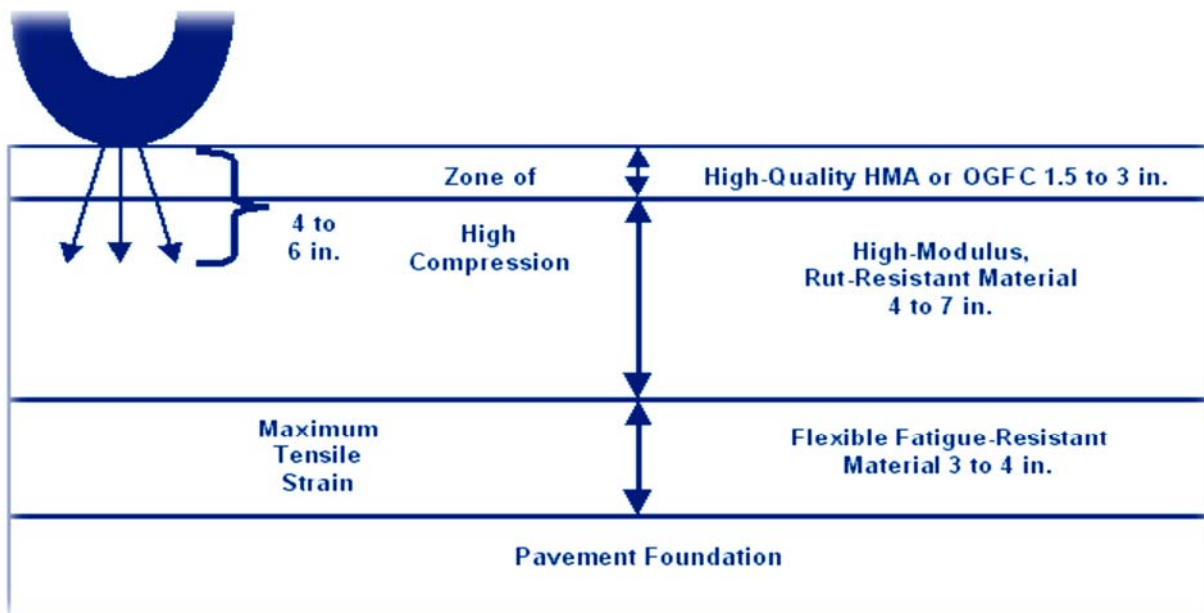 Zone of
High
Compression
4 to
6 in.
High-Quality HMA or OGFC 1.5 to 3 in.
High-Modulus,
Rut-Resistant Material
4 to 7 in.
Maximum
Tensile
Strain
Flexible Fatigue-Resistant
Material 3 to 4 in.
Pavement Foundation